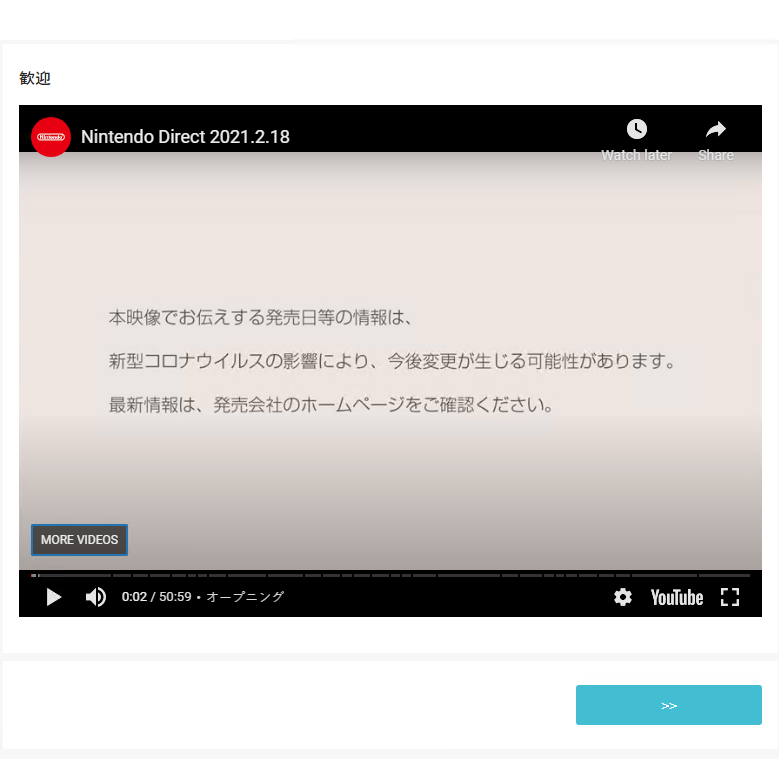 歓迎
Nintendo
Nintendo Direct 2021.2.18
Watch later
Share
本映像でお伝えする発売日等の情報は、
新型コロナウイルスの影響により、今後変更が生じる可能性があります。
最新情報は、発売会社のホームページをご確認ください。
MORE VIDEOS
0:02 / 50:59 • オープニング
YouTube
>>